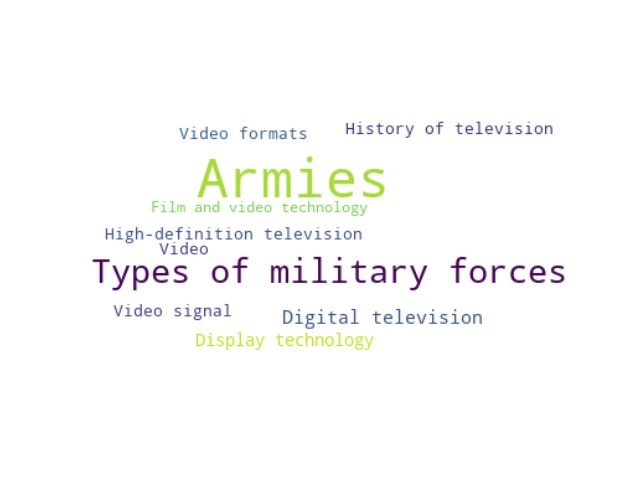 Video formats
History of television
Armies
Film and video technology
High-definition television
Video
Types of military forces
Video signal
Digital television
Display technology